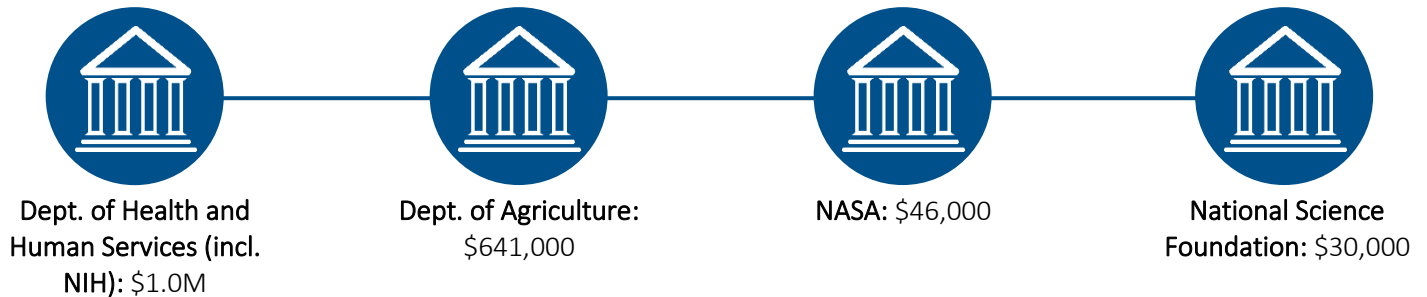 Dept. of Health and
Human Services (incl.
NIH): $1.0M
Dept. of Agriculture:
$641,000
NASA: $46,000
National Science
Foundation: $30,000